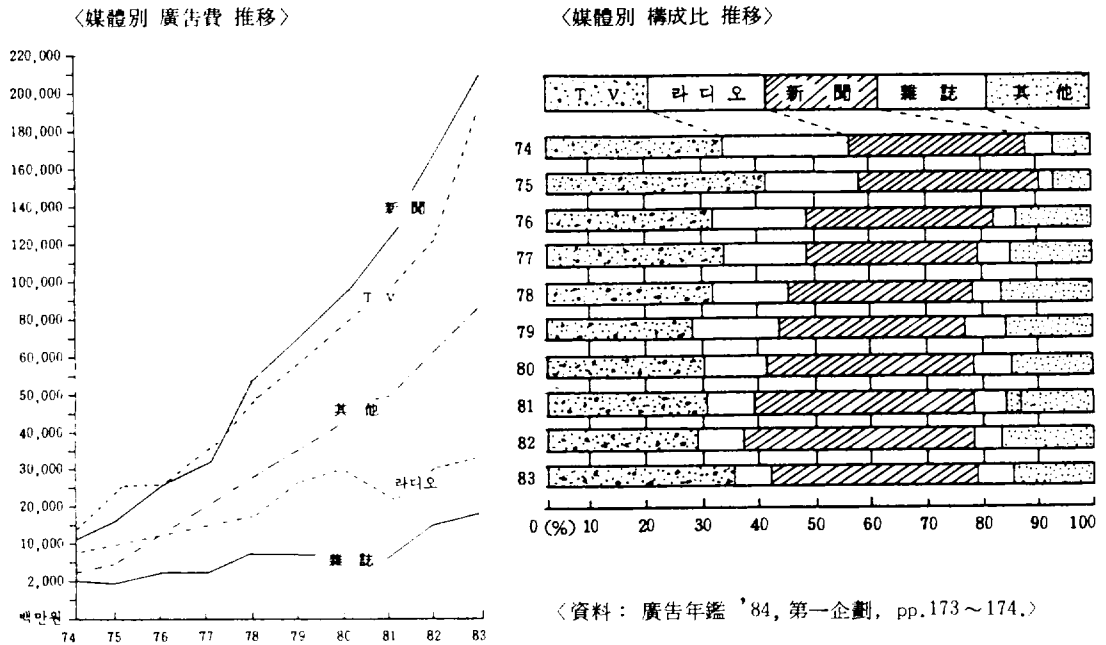 〈媒體別 廣告費 推移〉
220,000
200,000
180,000
160,000
140,000
120,000
100,000
80,000
60,000
50,000
40,000
30,000
20,000
10,000
2,000
백만원
74 75 76 77 78 79 80 81 82 83
新聞
TV
其他
라디오
雜誌
〈媒體別 構成比 推移〉
TV 라디오 新聞 雜誌 其他
74
75
76
77
78
79
80
81
82
83
0 (%) 10 20 30 40 50 60 70 80 90 100
〈資料: 廣告年鑑 '84, 第一企劃, pp.173~174.〉